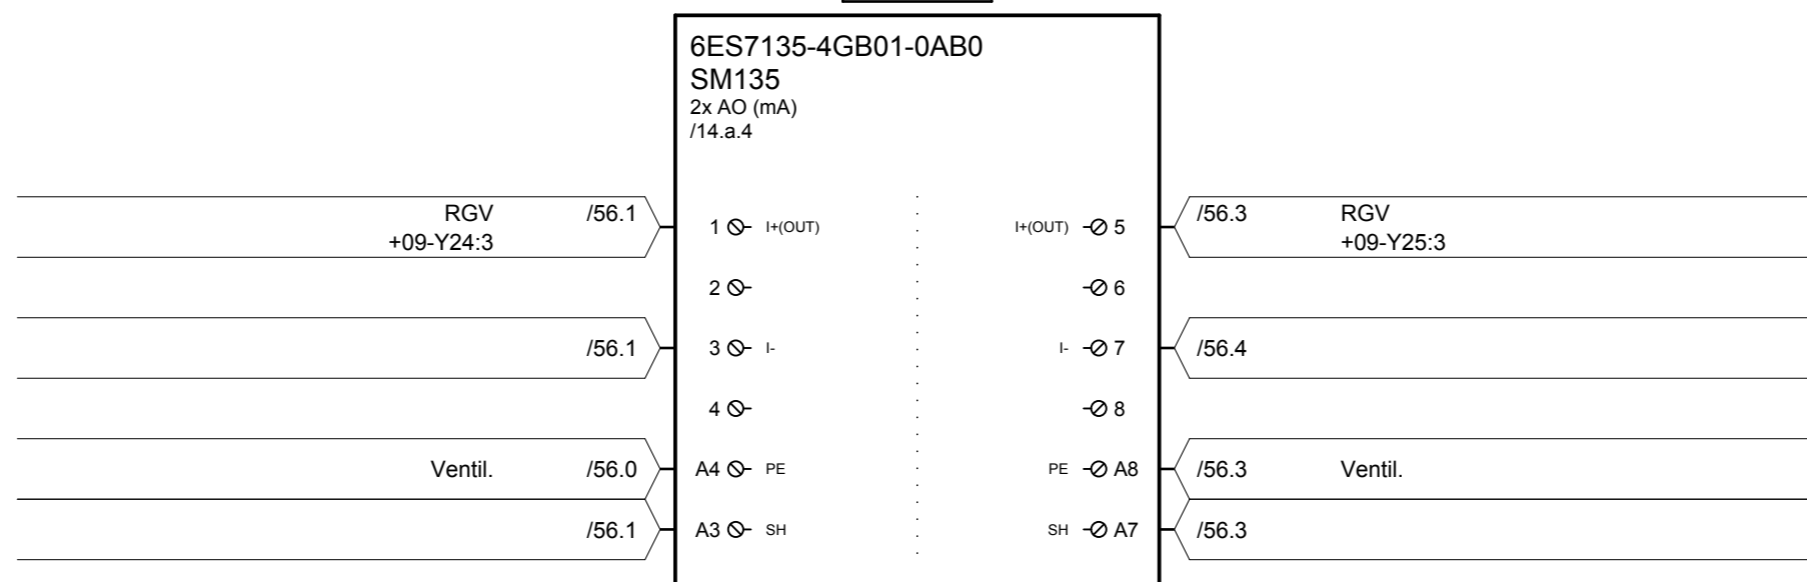 6ES7135-4GB01-0AB0
SM135
2x AO (mA)
/14.a.4
RGV /56.1 1 I+(OUT) I+(OUT) 5 /56.3 RGV
+09-Y24:3 +09-Y25:3
2 6
/56.1 3 I- I- 7 /56.4
4 8
Ventil. /56.0 A4 PE PE A8 /56.3 Ventil.
/56.1 A3 SH SH A7 /56.3